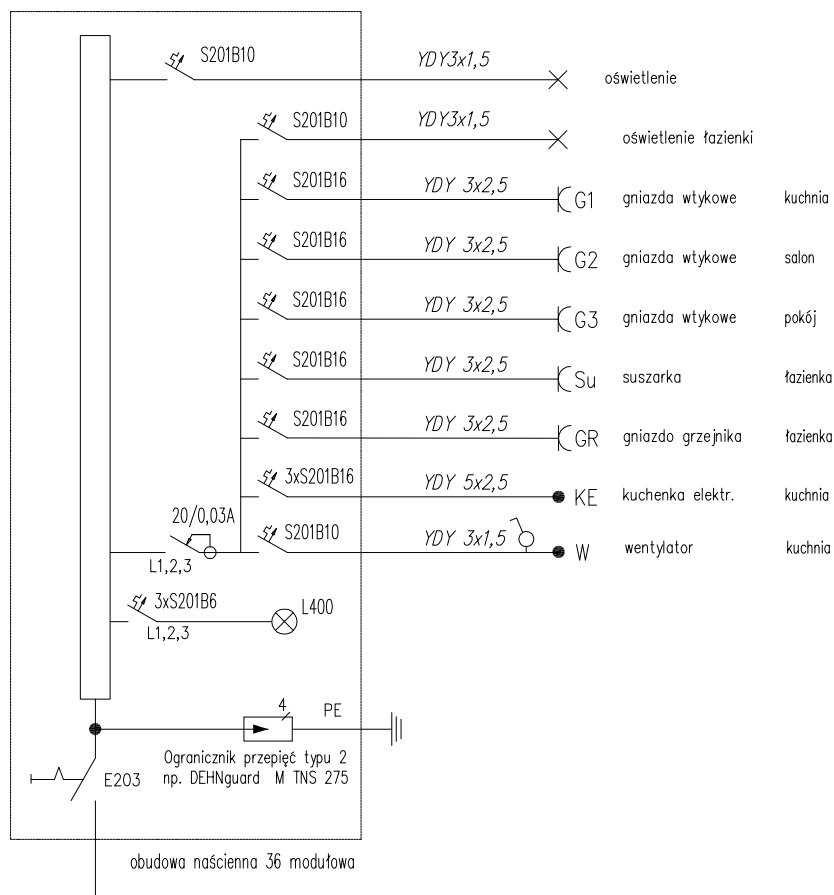 S201B10 YDY3x1,5 oświetlenie
S201B10 YDY3x1,5 oświetlenie łazienki
S201B16 YDY 3x2,5 G1 gniazda wtykowe kuchnia
S201B16 YDY 3x2,5 G2 gniazda wtykowe salon
S201B16 YDY 3x2,5 G3 gniazda wtykowe pokój
S201B16 YDY 3x2,5 Su suszarka łazienka
S201B16 YDY 3x2,5 GR gniazdo grzejnika łazienka
3xS201B16 YDY 5x2,5 KE kuchenka elektr. kuchnia
20/0,03A
L1,2,3
S201B10 YDY 3x1,5 W wentylator kuchnia
3xS201B6 L400
L1,2,3
4 PE
Ogranicznik przepięć typu 2
np. DEHNguard M TNS 275
E203
obudowa naścienna 36 modułowa